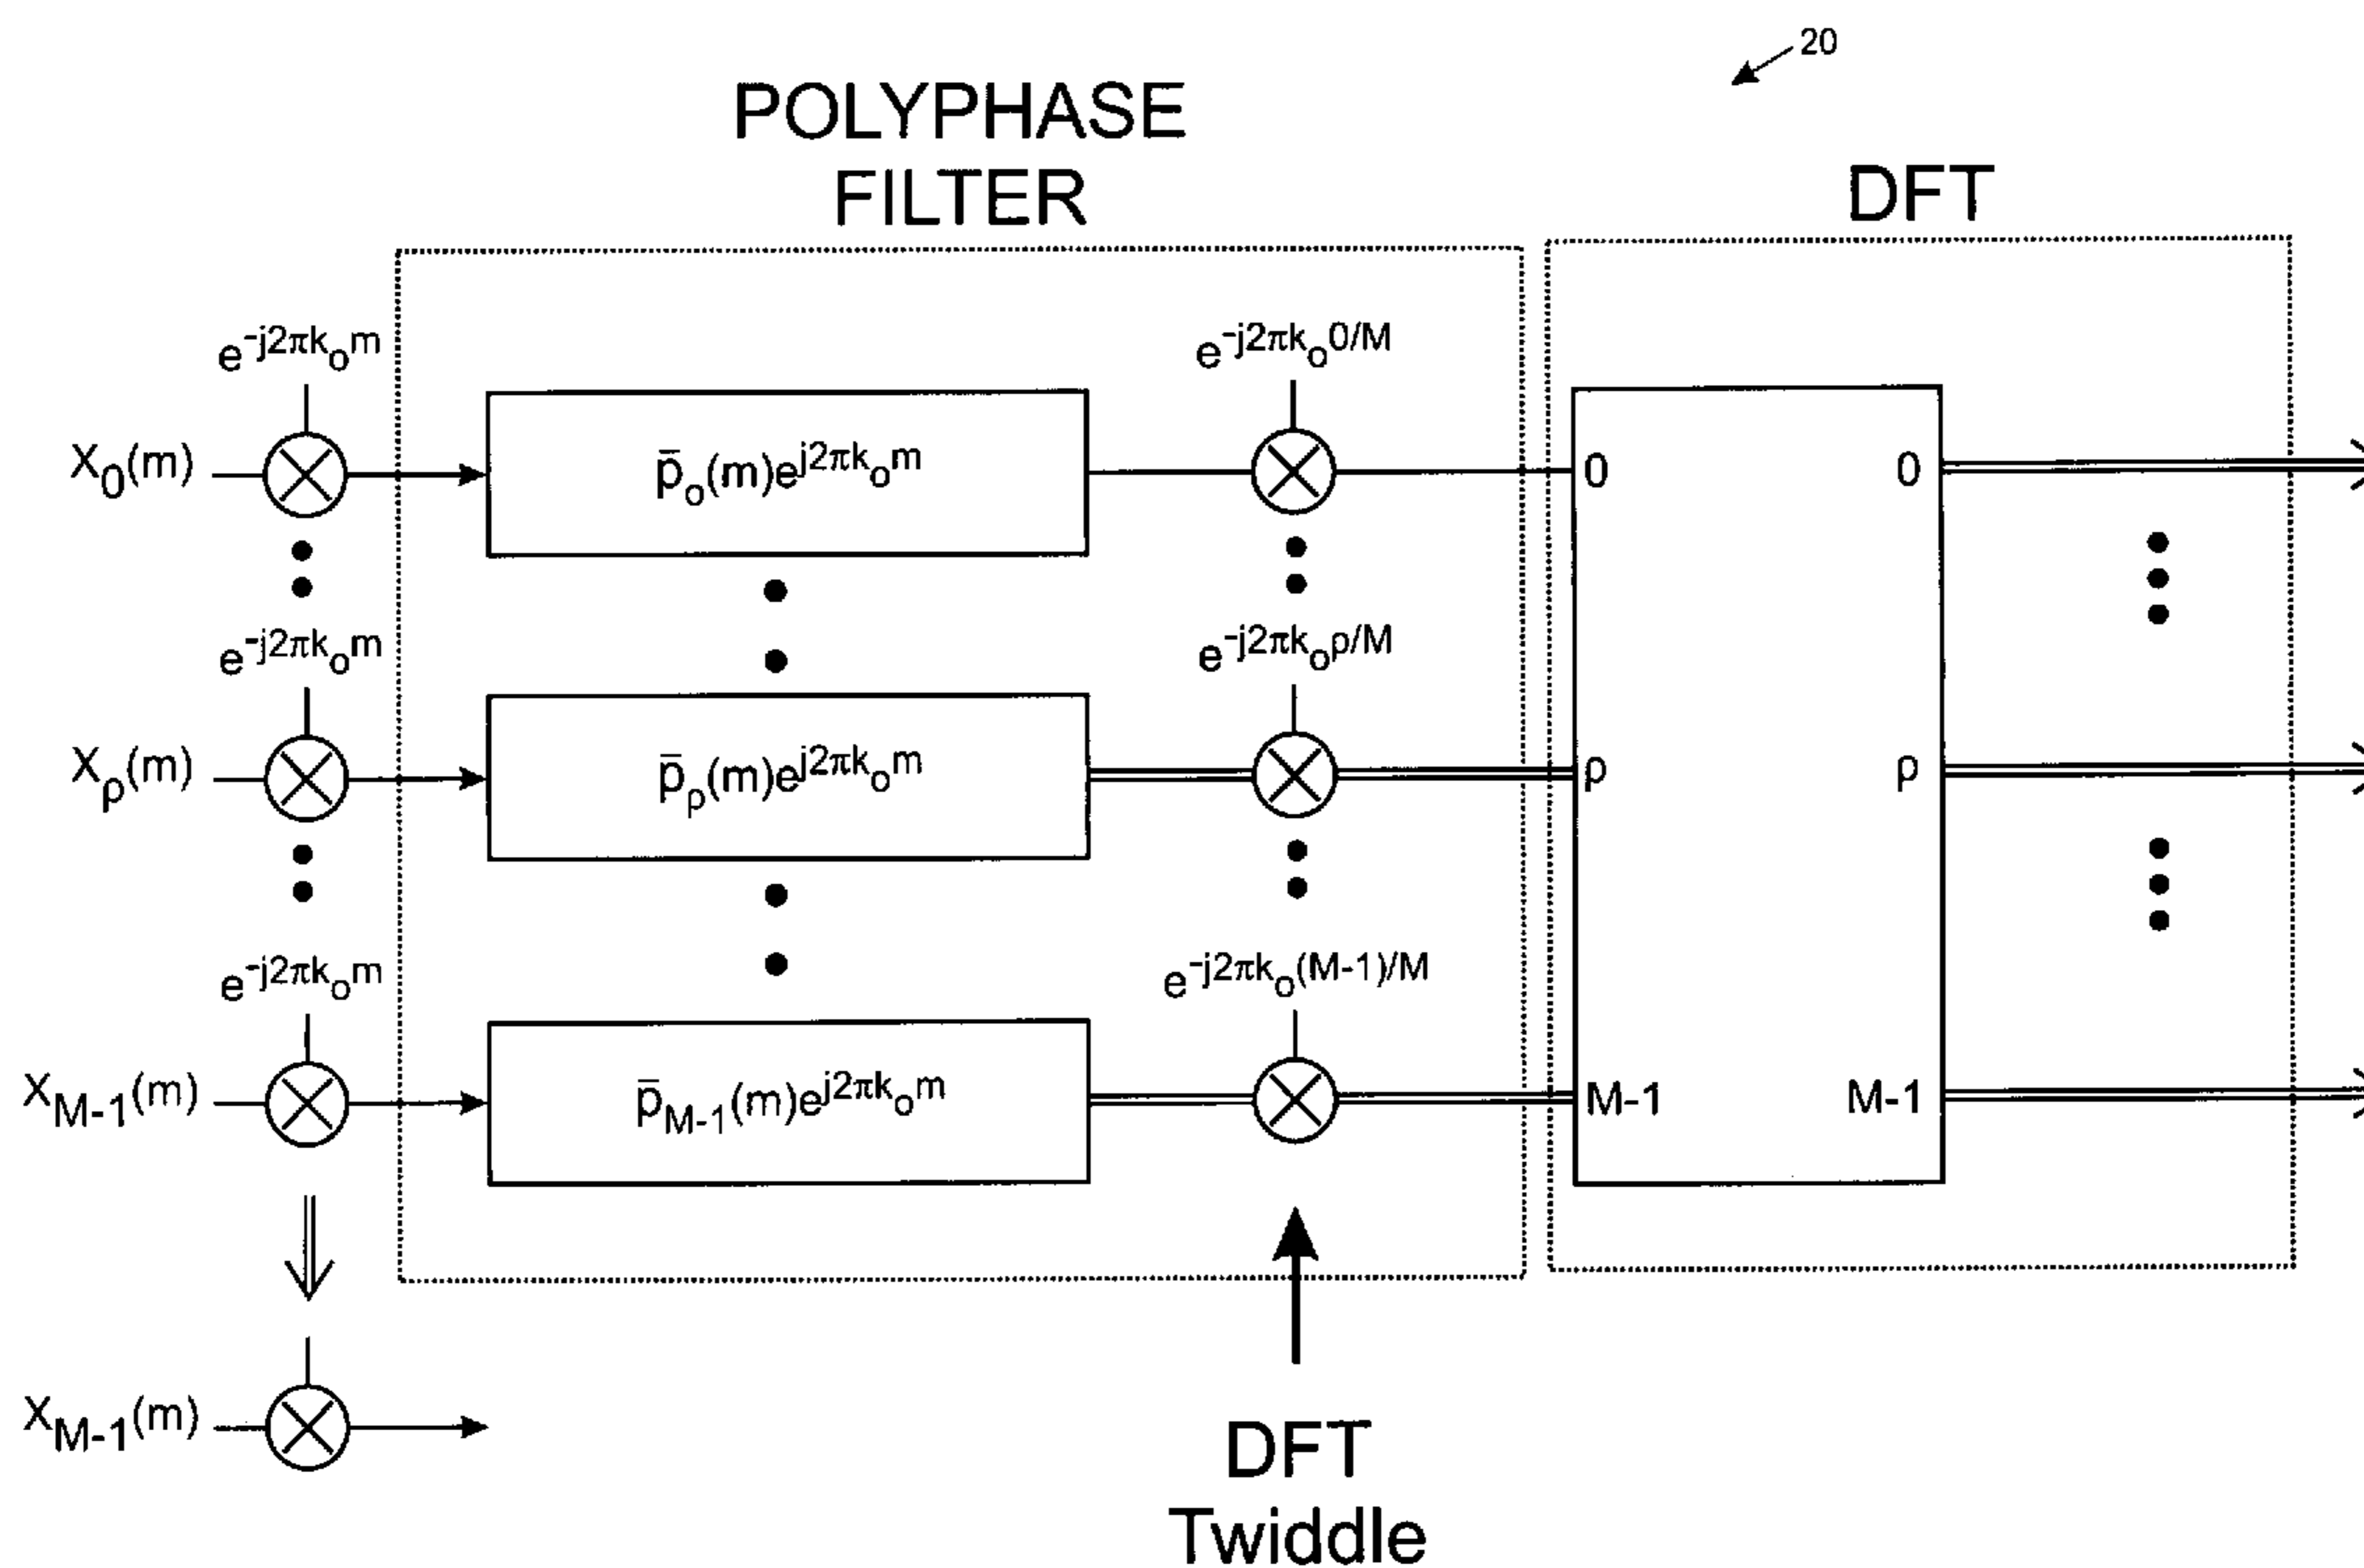 20
POLYPHASE
FILTER
DFT
e^-j2πk_o m
e^-j2πk_o 0/M
X_0(m)
p̄_o(m)e^j2πk_o m
0
0
e^-j2πk_o m
e^-j2πk_o ρ/M
X_ρ(m)
p̄_ρ(m)e^j2πk_o m
ρ
ρ
e^-j2πk_o m
e^-j2πk_o (M-1)/M
X_M-1(m)
p̄_M-1(m)e^j2πk_o m
M-1
M-1
X_M-1(m)
DFT
Twiddle